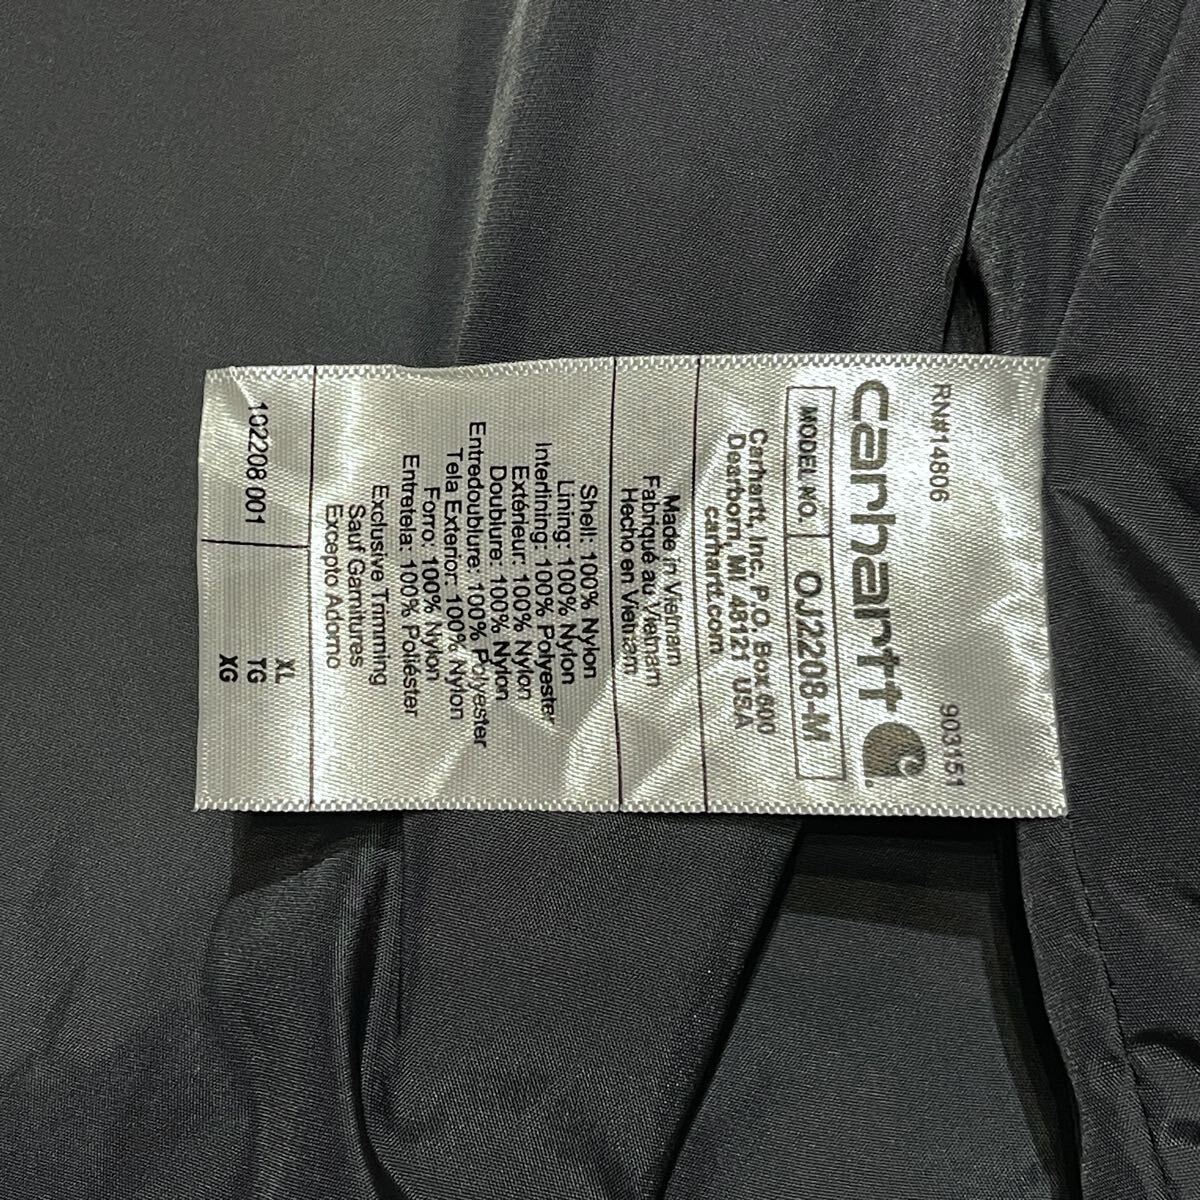 RN#14806 903151
carhartt
MODEL NO. OJ2208-M
Carhartt, Inc. P.O. Box 600
Dearborn, MI 48121 USA
carhartt.com
Made in Vietnam
Fabriqué au Vietnam
Hecho en Vietnam
Shell: 100% Nylon
Lining: 100% Nylon
Interlining: 100% Polyester
Extérieur: 100% Nylon
Doublure: 100% Nylon
Entredoublure: 100% Polyester
Tela Exterior: 100% Nylon
Forro: 100% Nylon
Entretela: 100% Poliéster
Exclusive Trimming
Sauf Garnitures
Excepto Adorno
102208 001
XL
TG
XG